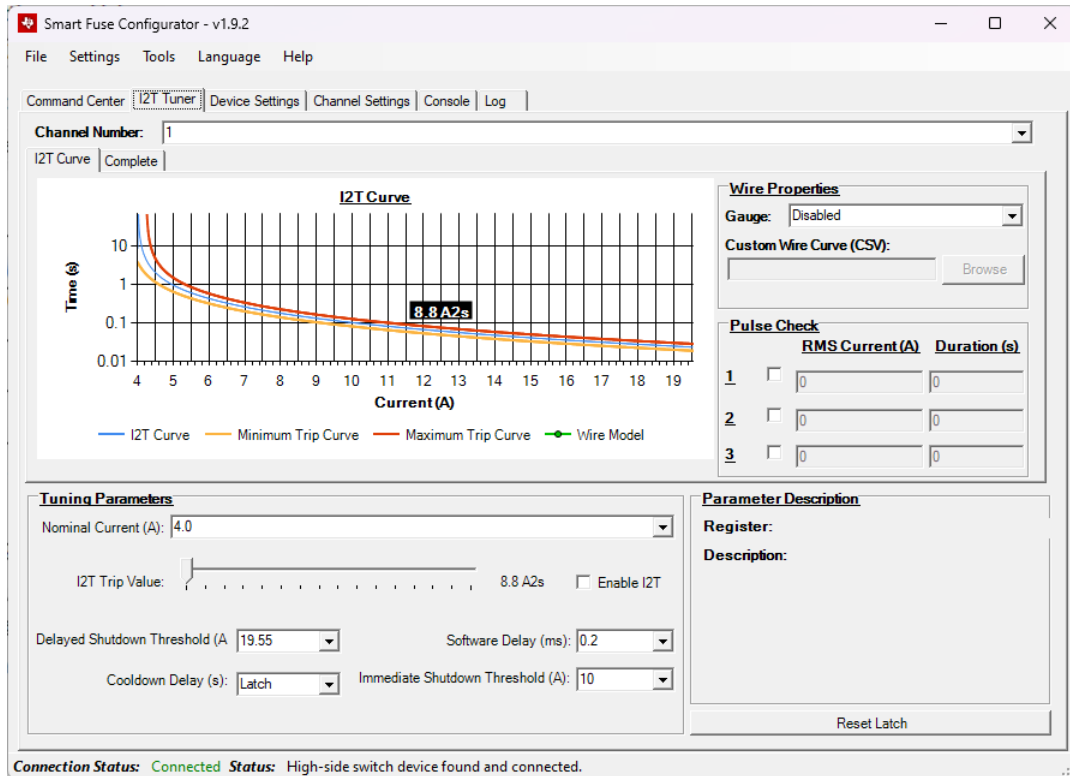 Smart Fuse Configurator - v1.9.2
File Settings Tools Language Help
Command Center I2T Tuner Device Settings Channel Settings Console Log
Channel Number: 1
I2T Curve Complete
I2T Curve
Time (s)
10
1
0.1
0.01
8.8 A2s
4 5 6 7 8 9 10 11 12 13 14 15 16 17 18 19
Current (A)
I2T Curve Minimum Trip Curve Maximum Trip Curve Wire Model
Wire Properties
Gauge: Disabled
Custom Wire Curve (CSV):
Browse
Pulse Check
RMS Current (A) Duration (s)
1 0 0
2 0 0
3 0 0
Tuning Parameters
Nominal Current (A): 4.0
I2T Trip Value: 8.8 A2s Enable I2T
Delayed Shutdown Threshold (A 19.55 Software Delay (ms): 0.2
Cooldown Delay (s): Latch Immediate Shutdown Threshold (A): 10
Parameter Description
Register:
Description:
Reset Latch
Connection Status: Connected Status: High-side switch device found and connected.